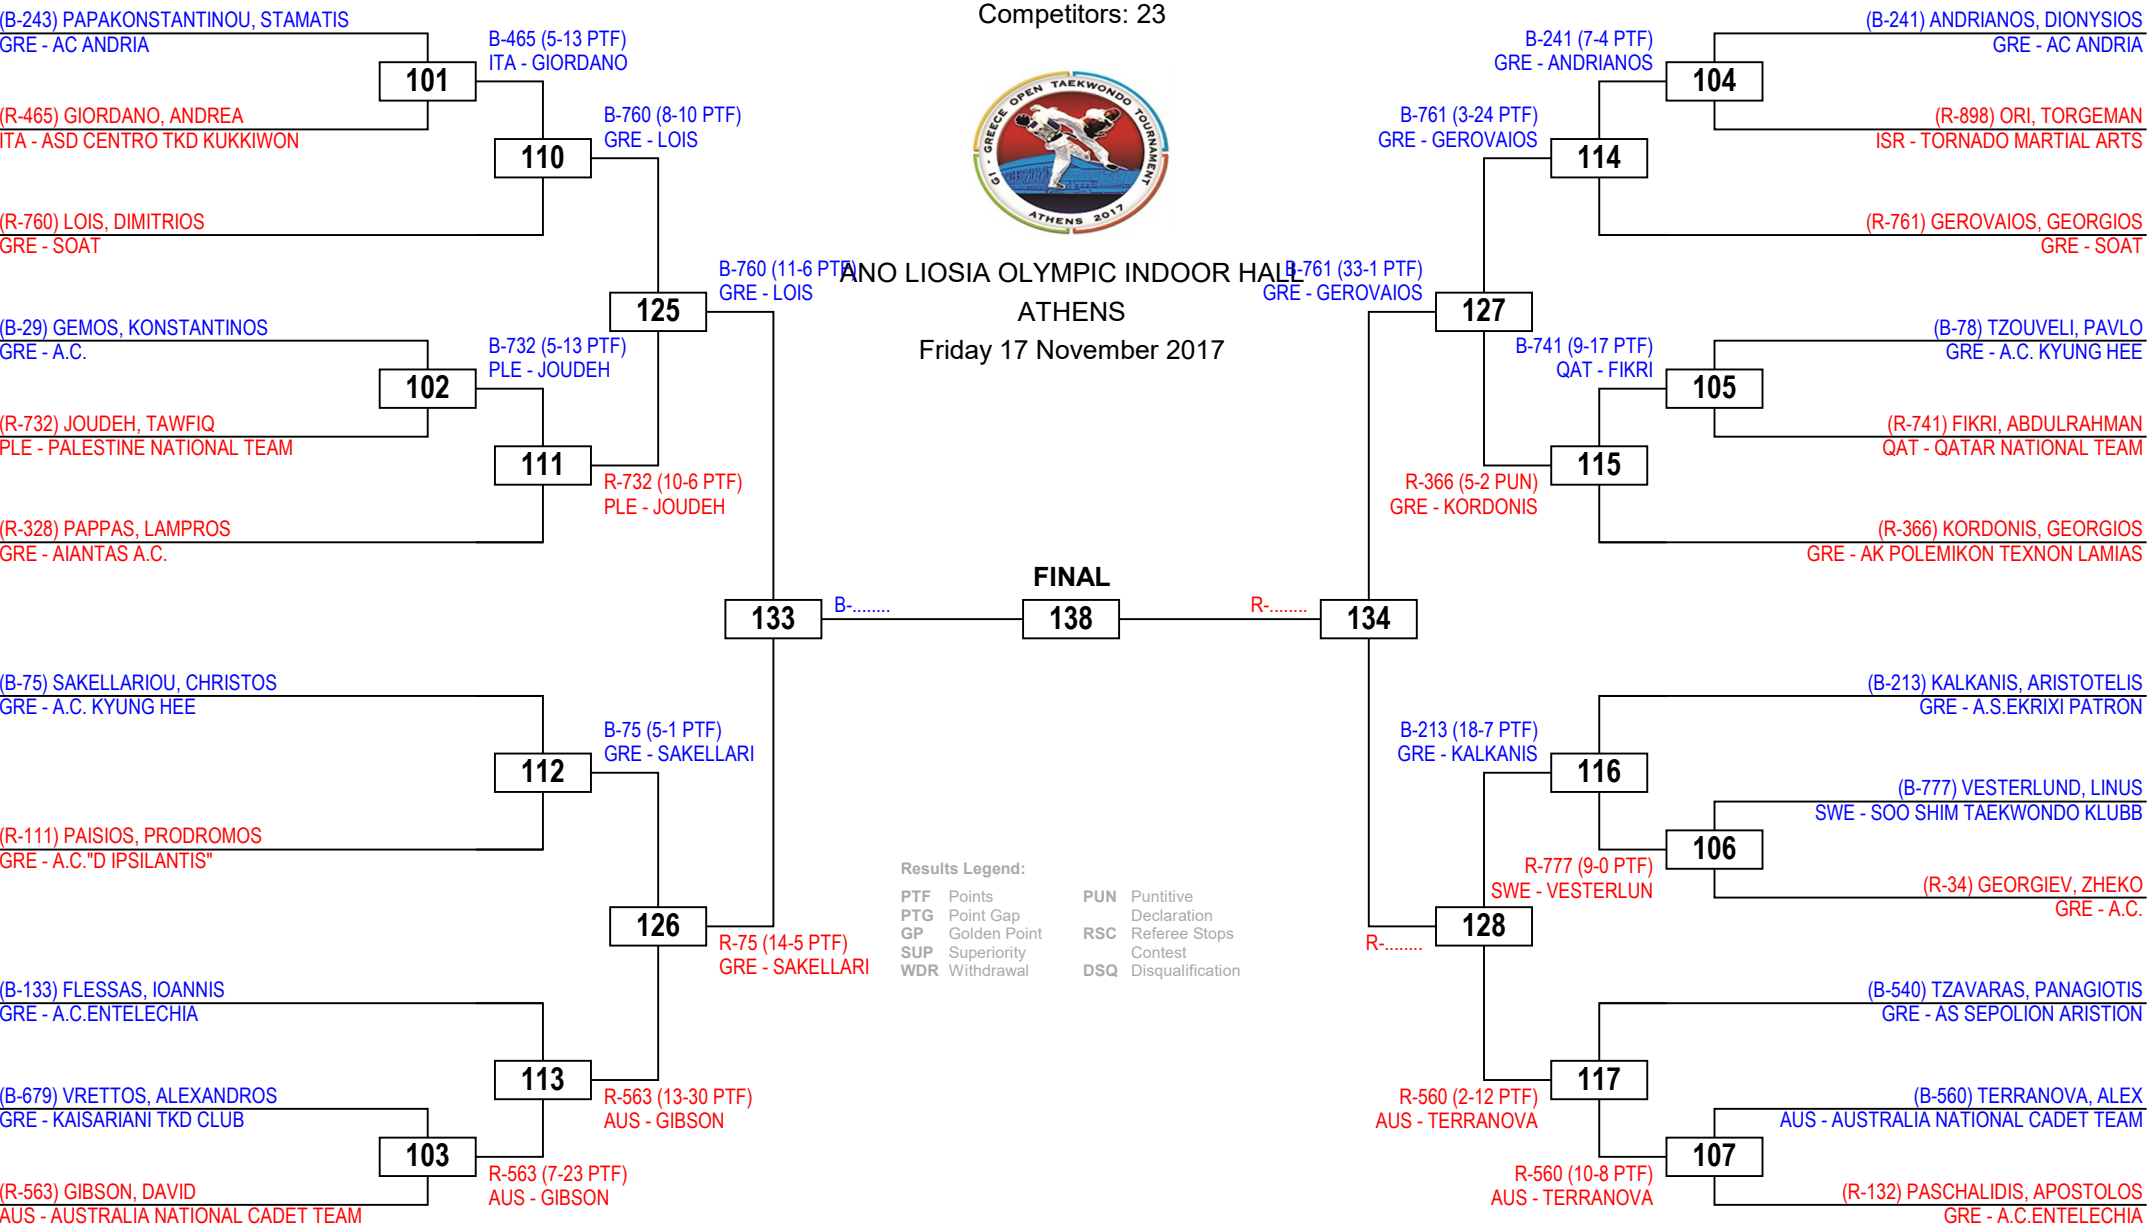 Competitors: 23
GI - GREECE OPEN TAEKWONDO TOURNAMENT
ATHENS 2017
ANO LIOSIA OLYMPIC INDOOR HALL
ATHENS
Friday 17 November 2017
(B-243) PAPAKONSTANTINOU, STAMATIS
GRE - AC ANDRIA
101
B-465 (5-13 PTF)
ITA - GIORDANO
(R-465) GIORDANO, ANDREA
ITA - ASD CENTRO TKD KUKKIWON
110
B-760 (8-10 PTF)
GRE - LOIS
(R-760) LOIS, DIMITRIOS
GRE - SOAT
125
B-760 (11-6 PTF)
GRE - LOIS
(B-29) GEMOS, KONSTANTINOS
GRE - A.C.
102
B-732 (5-13 PTF)
PLE - JOUDEH
(R-732) JOUDEH, TAWFIQ
PLE - PALESTINE NATIONAL TEAM
111
R-732 (10-6 PTF)
PLE - JOUDEH
(R-328) PAPPAS, LAMPROS
GRE - AIANTAS A.C.
133
B-........
(B-75) SAKELLARIOU, CHRISTOS
GRE - A.C. KYUNG HEE
112
B-75 (5-1 PTF)
GRE - SAKELLARI
(R-111) PAISIOS, PRODROMOS
GRE - A.C."D IPSILANTIS"
126
R-75 (14-5 PTF)
GRE - SAKELLARI
(B-133) FLESSAS, IOANNIS
GRE - A.C.ENTELECHIA
113
R-563 (13-30 PTF)
AUS - GIBSON
(B-679) VRETTOS, ALEXANDROS
GRE - KAISARIANI TKD CLUB
103
R-563 (7-23 PTF)
AUS - GIBSON
(R-563) GIBSON, DAVID
AUS - AUSTRALIA NATIONAL CADET TEAM
FINAL
138
Results Legend:
PTF Points
PTG Point Gap
GP Golden Point
SUP Superiority
WDR Withdrawal
PUN Puntitive
Declaration
RSC Referee Stops
Contest
DSQ Disqualification
(B-241) ANDRIANOS, DIONYSIOS
GRE - AC ANDRIA
B-241 (7-4 PTF)
GRE - ANDRIANOS
104
(R-898) ORI, TORGEMAN
ISR - TORNADO MARTIAL ARTS
B-761 (3-24 PTF)
GRE - GEROVAIOS
114
(R-761) GEROVAIOS, GEORGIOS
GRE - SOAT
B-761 (33-1 PTF)
GRE - GEROVAIOS
127
(B-78) TZOUVELI, PAVLO
GRE - A.C. KYUNG HEE
B-741 (9-17 PTF)
QAT - FIKRI
105
(R-741) FIKRI, ABDULRAHMAN
QAT - QATAR NATIONAL TEAM
115
R-366 (5-2 PUN)
GRE - KORDONIS
(R-366) KORDONIS, GEORGIOS
GRE - AK POLEMIKON TEXNON LAMIAS
R-........
134
(B-213) KALKANIS, ARISTOTELIS
GRE - A.S.EKRIXI PATRON
B-213 (18-7 PTF)
GRE - KALKANIS
116
(B-777) VESTERLUND, LINUS
SWE - SOO SHIM TAEKWONDO KLUBB
106
R-777 (9-0 PTF)
SWE - VESTERLUN
(R-34) GEORGIEV, ZHEKO
GRE - A.C.
128
R-........
(B-540) TZAVARAS, PANAGIOTIS
GRE - AS SEPOLION ARISTION
117
R-560 (2-12 PTF)
AUS - TERRANOVA
(B-560) TERRANOVA, ALEX
AUS - AUSTRALIA NATIONAL CADET TEAM
107
R-560 (10-8 PTF)
AUS - TERRANOVA
(R-132) PASCHALIDIS, APOSTOLOS
GRE - A.C.ENTELECHIA